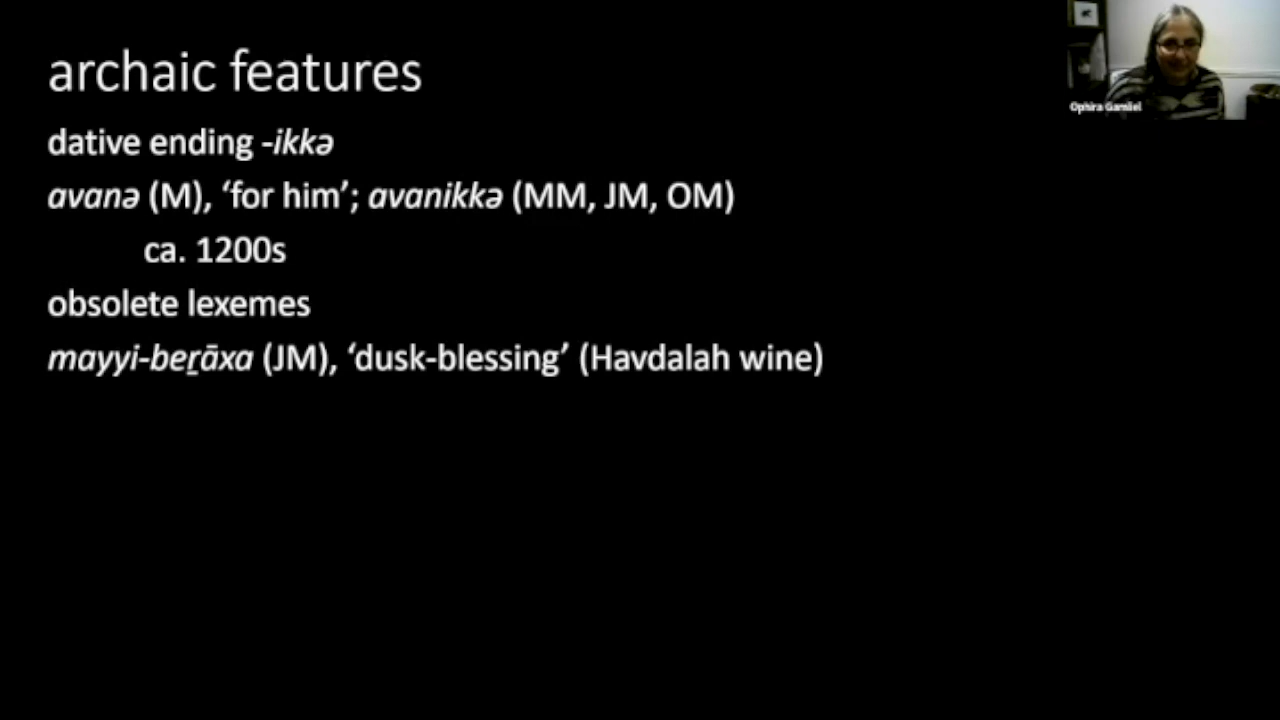 archaic features
dative ending -ikkə
avanə (M), ‘for him’; avanikkə (MM, JM, OM)
ca. 1200s
obsolete lexemes
mayyi-beṟāxa (JM), ‘dusk-blessing’ (Havdalah wine)
Ophira Gamliel